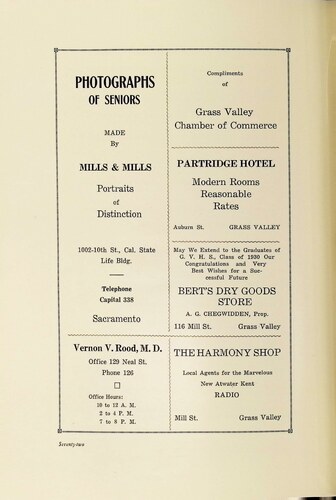 PHOTOGRAPHS
OF SENIORS
MADE
By
MILLS & MILLS
Portraits
of
Distinction
1002-10th St., Cal. State
Life Bldg.
Telephone
Capital 338
Sacramento
Vernon V. Rood, M. D.
Office 129 Neal St.
Phone 126
Office Hours:
10 to 12 A. M.
2 to 4 P. M.
7 to 8 P. M.
Compliments
of
Grass Valley
Chamber of Commerce
PARTRIDGE HOTEL
Modern Rooms
Reasonable
Rates
Auburn St. GRASS VALLEY
May We Extend to the Graduates of
G. V. H. S., Class of 1930 Our
Congratulations and Very
Best Wishes for a Suc-
cessful Future
BERT'S DRY GOODS
STORE
A. G. CHEGWIDDEN, Prop.
116 Mill St. Grass Valley
THE HARMONY SHOP
Local Agents for the Marvelous
New Atwater Kent
RADIO
Mill St. Grass Valley
Seventy-two